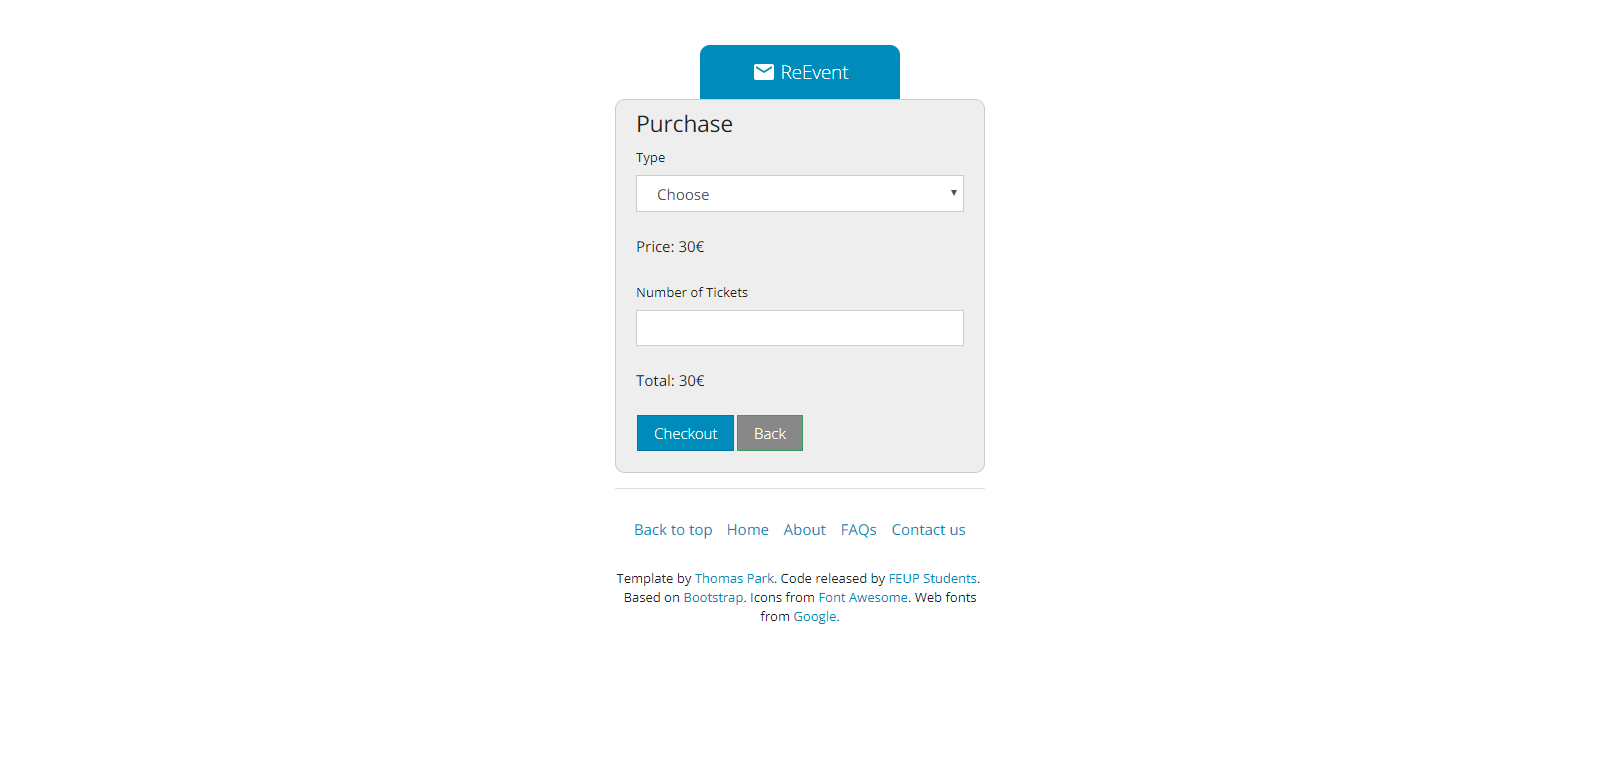 ReEvent
Purchase
Type
Choose
Price: 30€
Number of Tickets
Total: 30€
Checkout Back
Back to top Home About FAQs Contact us
Template by Thomas Park. Code released by FEUP Students.
Based on Bootstrap. Icons from Font Awesome. Web fonts
from Google.